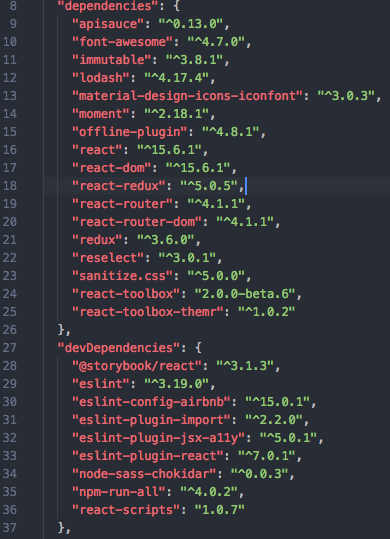 8 "dependencies": {
9 "apisauce": "^0.13.0",
10 "font-awesome": "^4.7.0",
11 "immutable": "^3.8.1",
12 "lodash": "^4.17.4",
13 "material-design-icons-iconfont": "^3.0.3",
14 "moment": "^2.18.1",
15 "offline-plugin": "^4.8.1",
16 "react": "^15.6.1",
17 "react-dom": "^15.6.1",
18 "react-redux": "^5.0.5",
19 "react-router": "^4.1.1",
20 "react-router-dom": "^4.1.1",
21 "redux": "^3.6.0",
22 "reselect": "^3.0.1",
23 "sanitize.css": "^5.0.0",
24 "react-toolbox": "2.0.0-beta.6",
25 "react-toolbox-themr": "^1.0.2"
26 },
27 "devDependencies": {
28 "@storybook/react": "^3.1.3",
29 "eslint": "^3.19.0",
30 "eslint-config-airbnb": "^15.0.1",
31 "eslint-plugin-import": "^2.2.0",
32 "eslint-plugin-jsx-a11y": "^5.0.1",
33 "eslint-plugin-react": "^7.0.1",
34 "node-sass-chokidar": "^0.0.3",
35 "npm-run-all": "^4.0.2",
36 "react-scripts": "1.0.7"
37 },